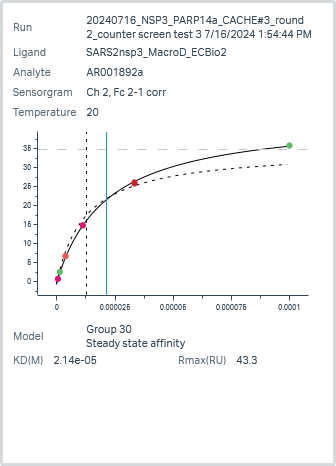 Run 20240716_NSP3_PARP14a_CACHE#3_round
2_counter screen test 3 7/16/2024 1:54:44 PM
Ligand SARS2nsp3_MacroD_ECBio2
Analyte AR001892a
Sensorgram Ch 2, Fc 2-1 corr
Temperature 20
35
30
25
20
15
10
5
0
0 0.000025 0.00005 0.000075 0.0001
Model Group 30
Steady state affinity
KD(M) 2.14e-05 Rmax(RU) 43.3